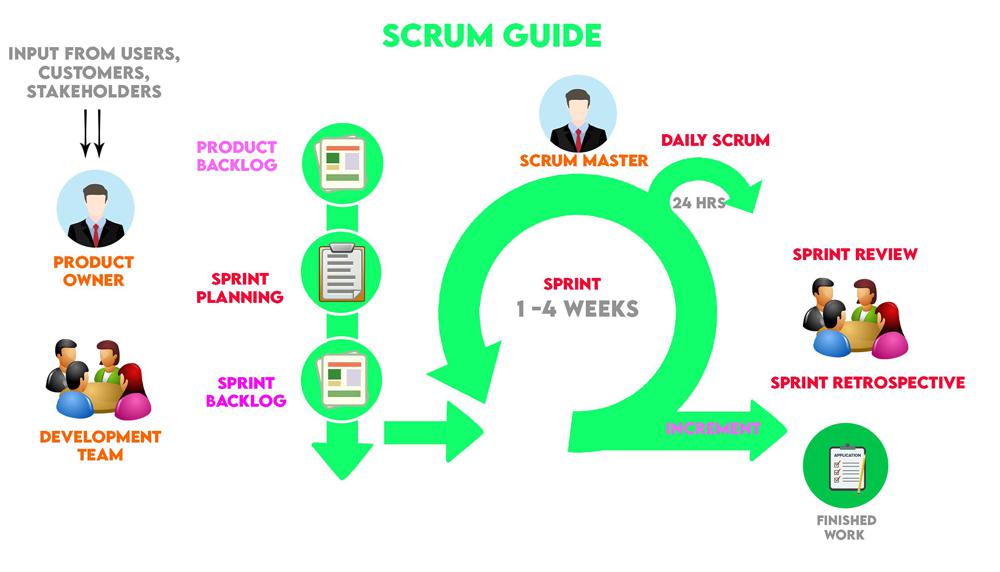 SCRUM GUIDE
INPUT FROM USERS,
CUSTOMERS,
STAKEHOLDERS
PRODUCT
OWNER
DEVELOPMENT
TEAM
PRODUCT
BACKLOG
SPRINT
PLANNING
SPRINT
BACKLOG
SCRUM MASTER
DAILY SCRUM
24 HRS
SPRINT
1-4 WEEKS
INCREMENT
SPRINT REVIEW
SPRINT RETROSPECTIVE
APPLICATION
FINISHED
WORK